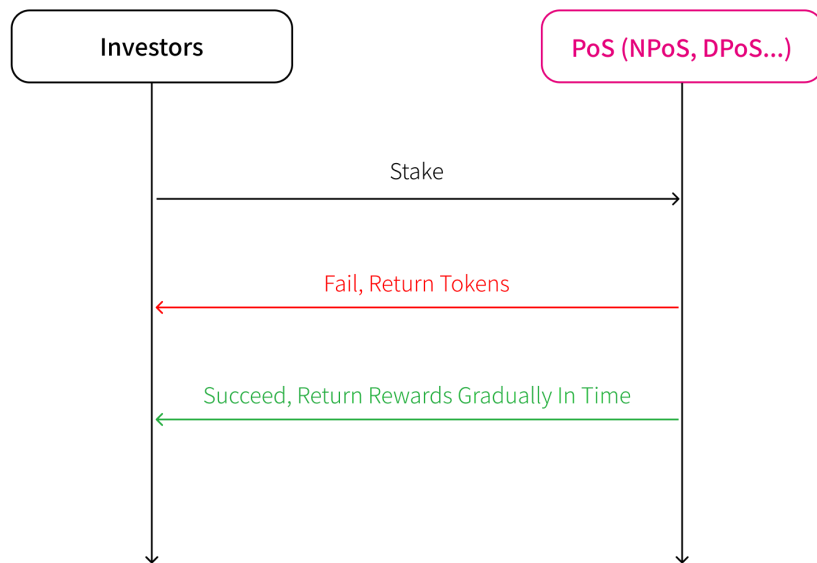 Investors
PoS (NPoS, DPoS...)
Stake
Fail, Return Tokens
Succeed, Return Rewards Gradually In Time